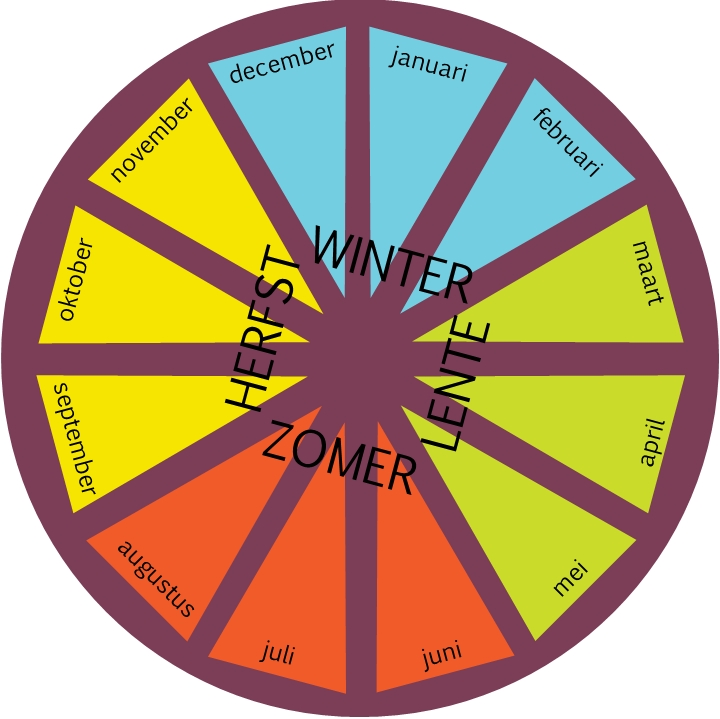 januari
februari
maart
april
mei
juni
juli
augustus
september
oktober
november
december
WINTER
LENTE
ZOMER
HERFST